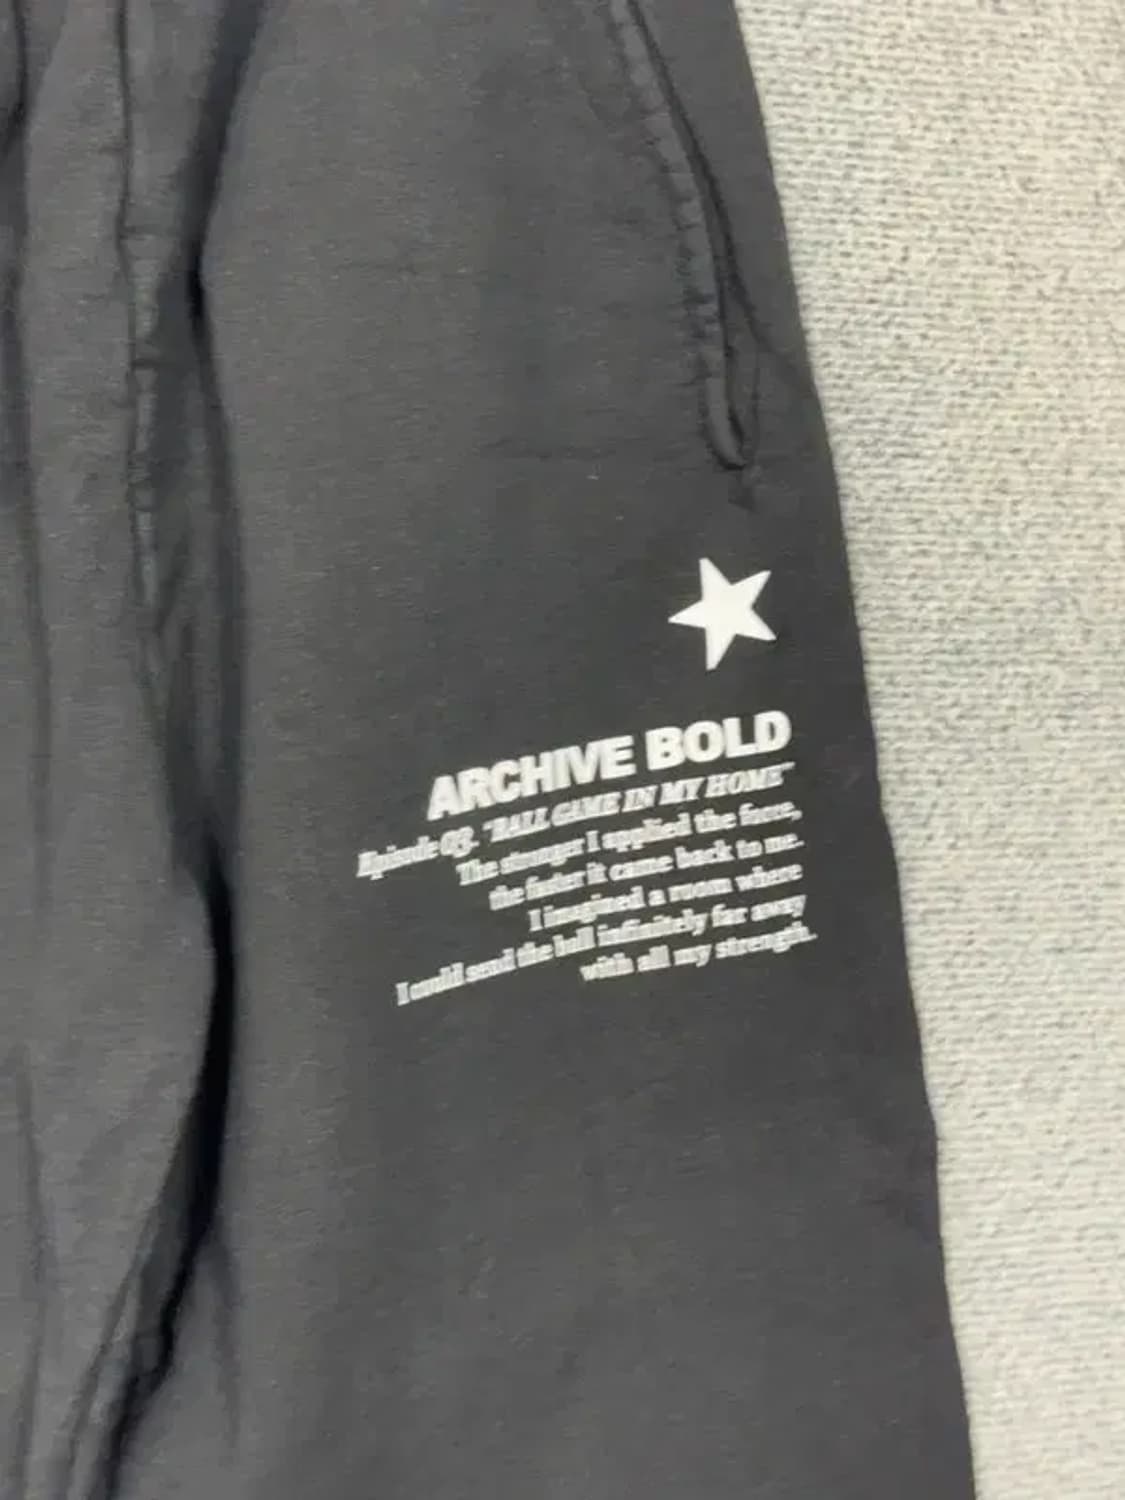 ARCHIVE BOLD
Episode 03. "BALL GAME IN MY HOME"
The stronger I applied the force,
the faster it came back to me.
I imagined a room where
I could send the ball infinitely far away
with all my strength.